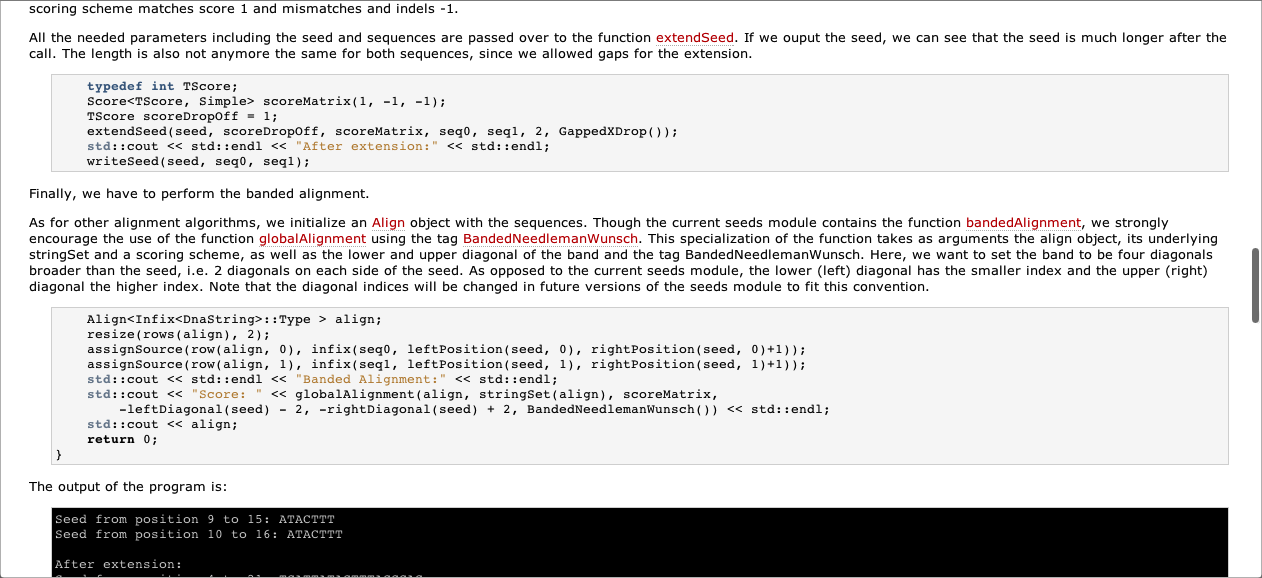 scoring scheme matches score 1 and mismatches and indels -1.
All the needed parameters including the seed and sequences are passed over to the function extendSeed. If we ouput the seed, we can see that the seed is much longer after the
call. The length is also not anymore the same for both sequences, since we allowed gaps for the extension.
typedef int TScore;
Score<TScore, Simple> scoreMatrix(1, -1, -1);
TScore scoreDropOff = 1;
extendSeed(seed, scoreDropOff, scoreMatrix, seq0, seq1, 2, GappedXDrop());
std::cout << std::endl << "After extension:" << std::endl;
writeSeed(seed, seq0, seq1);
Finally, we have to perform the banded alignment.
As for other alignment algorithms, we initialize an Align object with the sequences. Though the current seeds module contains the function bandedAlignment, we strongly
encourage the use of the function globalAlignment using the tag BandedNeedlemanWunsch. This specialization of the function takes as arguments the align object, its underlying
stringSet and a scoring scheme, as well as the lower and upper diagonal of the band and the tag BandedNeedlemanWunsch. Here, we want to set the band to be four diagonals
broader than the seed, i.e. 2 diagonals on each side of the seed. As opposed to the current seeds module, the lower (left) diagonal has the smaller index and the upper (right)
diagonal the higher index. Note that the diagonal indices will be changed in future versions of the seeds module to fit this convention.
Align<Infix<DnaString>::Type > align;
resize(rows(align), 2);
assignSource(row(align, 0), infix(seq0, leftPosition(seed, 0), rightPosition(seed, 0)+1));
assignSource(row(align, 1), infix(seq1, leftPosition(seed, 1), rightPosition(seed, 1)+1));
std::cout << std::endl << "Banded Alignment:" << std::endl;
std::cout << "Score: " << globalAlignment(align, stringSet(align), scoreMatrix,
-leftDiagonal(seed) - 2, -rightDiagonal(seed) + 2, BandedNeedlemanWunsch()) << std::endl;
std::cout << align;
return 0;
}
The output of the program is:
Seed from position 9 to 15: ATACTTT
Seed from position 10 to 16: ATACTTT
After extension: